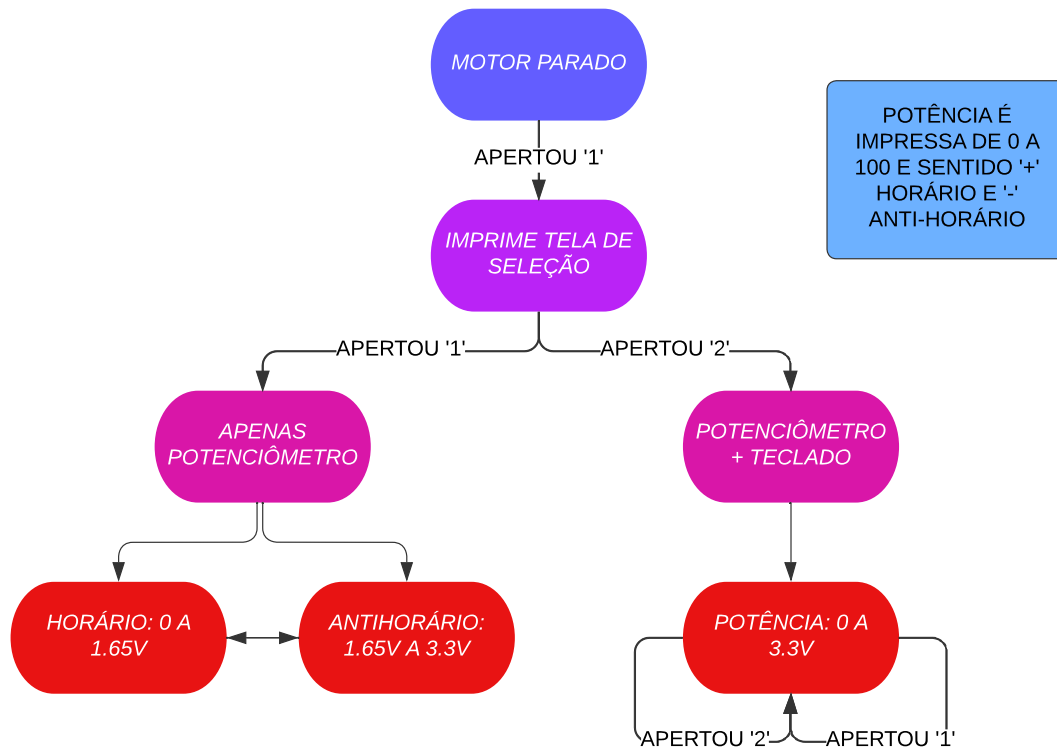 MOTOR PARADO
POTÊNCIA É
IMPRESSA DE 0 A
100 E SENTIDO '+'
HORÁRIO E '-'
ANTI-HORÁRIO
APERTOU '1'
IMPRIME TELA DE
SELEÇÃO
APERTOU '1'
APERTOU '2'
APENAS
POTENCIÔMETRO
POTENCIÔMETRO
+ TECLADO
HORÁRIO: 0 A
1.65V
ANTIHORÁRIO:
1.65V A 3.3V
POTÊNCIA: 0 A
3.3V
APERTOU '2'
APERTOU '1'